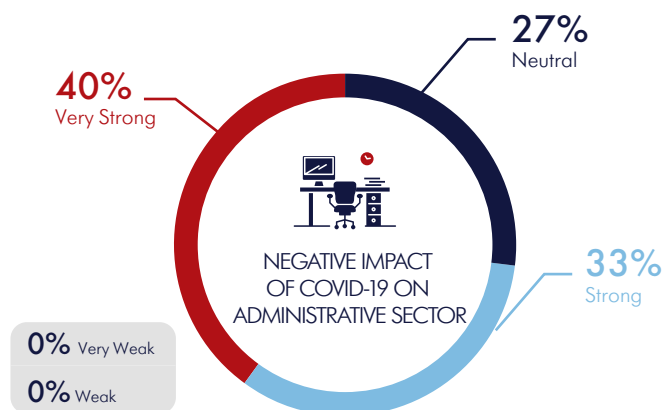 27%
Neutral
40%
Very Strong
NEGATIVE IMPACT
OF COVID-19 ON
ADMINISTRATIVE SECTOR
33%
Strong
0% Very Weak
0% Weak